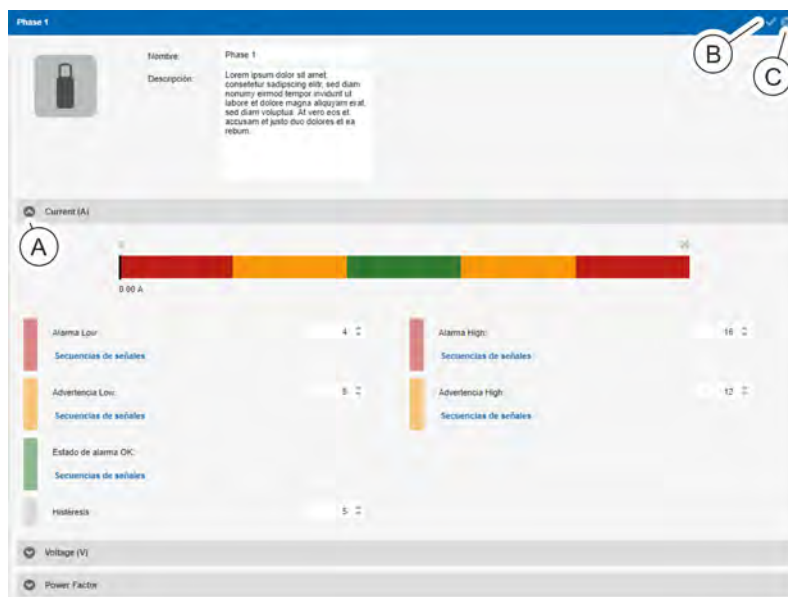 Phase 1
B
C
Nombre: Phase 1
Descripción: Lorem ipsum dolor sit amet,
consetetur sadipscing elitr, sed diam
nonumy eirmod tempor invidunt ut
labore et dolore magna aliquyam erat,
sed diam voluptua. At vero eos et
accusam et justo duo dolores et ea
rebum.
Current (A)
A
0.00 A
Alarma Low: 4
Alarma High: 16
Secuencias de señales
Secuencias de señales
Advertencia Low:
Advertencia High: 12
Secuencias de señales
Secuencias de señales
Estado de alarma OK:
Secuencias de señales
Histéresis 5
Voltage (V)
Power Factor